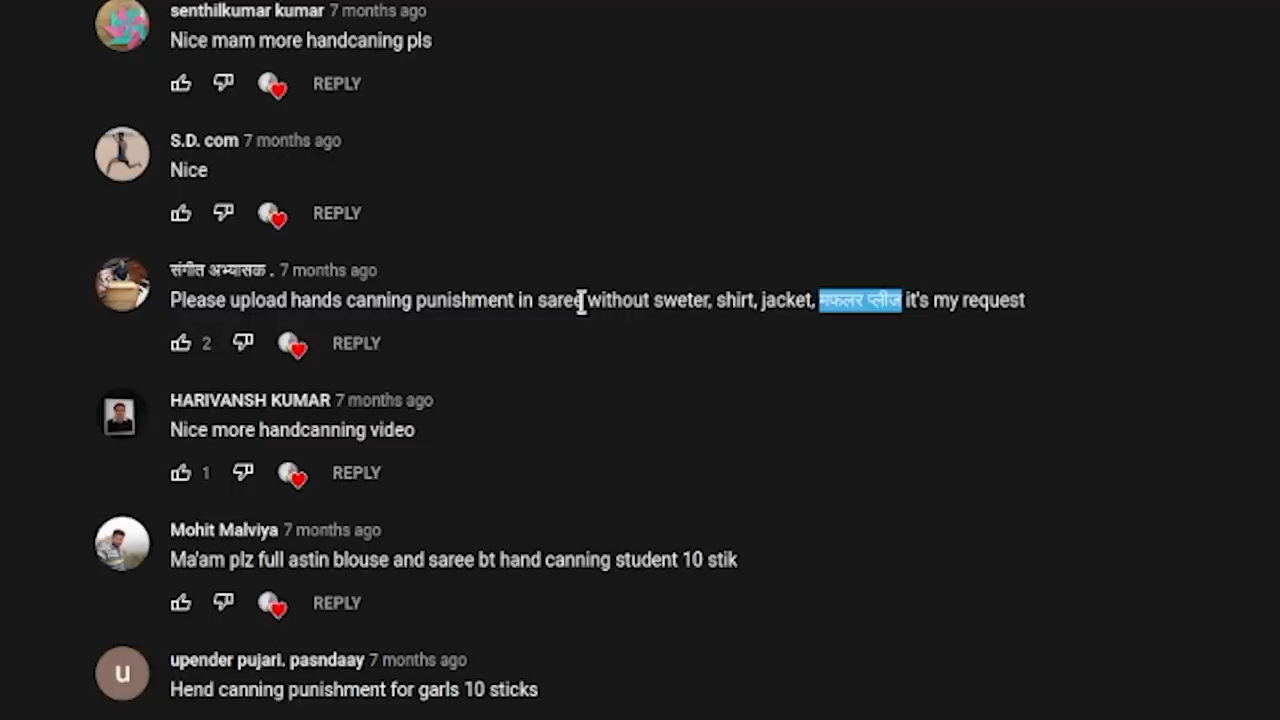 senthilkumar kumar 7 months ago
Nice mam more handcaning pls
REPLY
S.D. com 7 months ago
Nice
REPLY
संगीत अभ्यासक . 7 months ago
Please upload hands canning punishment in saree without sweter, shirt, jacket, मफलर प्लीज it's my request
2 REPLY
HARIVANSH KUMAR 7 months ago
Nice more handcanning video
1 REPLY
Mohit Malviya 7 months ago
Ma'am plz full astin blouse and saree bt hand canning student 10 stik
REPLY
u
upender pujari. pasndaay 7 months ago
Hend canning punishment for garls 10 sticks